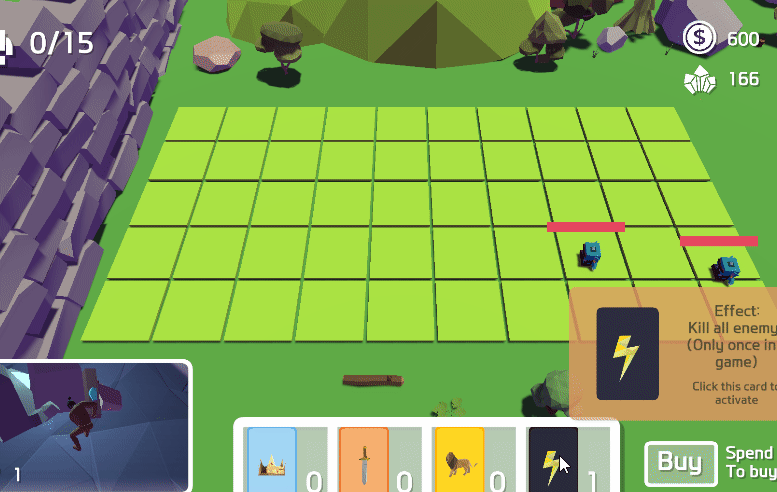 0/15
$ 600
166
Effect:
Kill all enemy
(Only once in
game)
Click this card to
activate
1
0
0
0
1
Buy
Spend
To buy